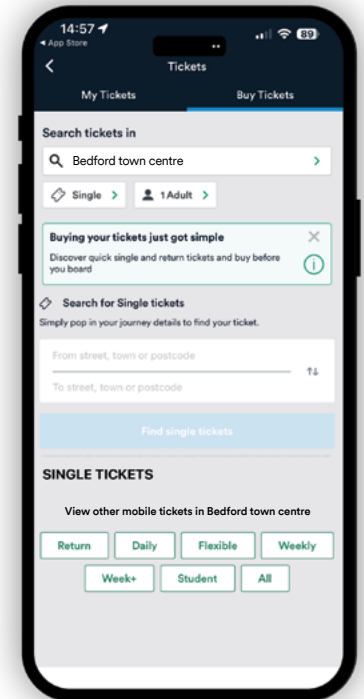 14:57
89
App Store
Tickets
My Tickets
Buy Tickets
Search tickets in
Bedford town centre
Single
1 Adult
Buying your tickets just got simple
Discover quick single and return tickets and buy before
you board
Search for Single tickets
Simply pop in your journey details to find your ticket.
From street, town or postcode
To street, town or postcode
Find single tickets
SINGLE TICKETS
View other mobile tickets in Bedford town centre
Return
Daily
Flexible
Weekly
Week+
Student
All